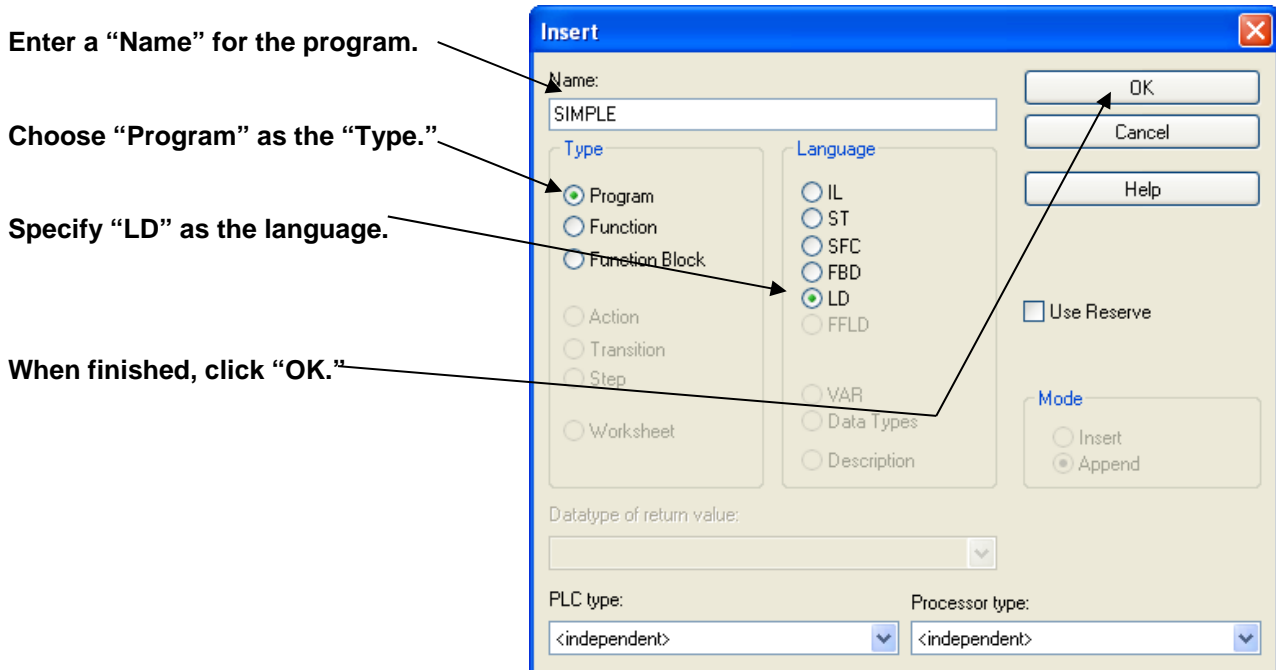 Enter a “Name” for the program.
Choose “Program” as the “Type.”
Specify “LD” as the language.
When finished, click “OK.”
Insert
Name:
SIMPLE
OK
Cancel
Help
Type
Program
Function
Function Block
Action
Transition
Step
Worksheet
Language
IL
ST
SFC
FBD
LD
FFLD
VAR
Data Types
Description
Use Reserve
Mode
Insert
Append
Datatype of return value:
PLC type:
<independent>
Processor type:
<independent>